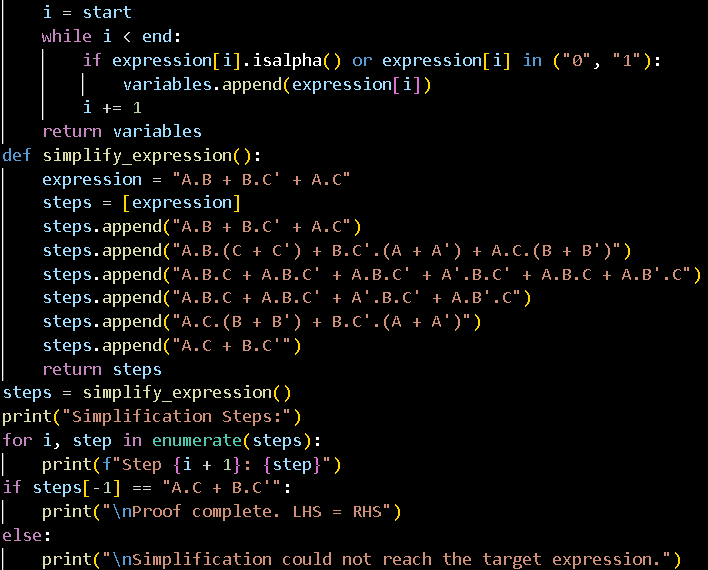 i = start
while i < end:
if expression[i].isalpha() or expression[i] in ("0", "1"):
variables.append(expression[i])
i += 1
return variables
def simplify_expression():
expression = "A.B + B.C' + A.C"
steps = [expression]
steps.append("A.B + B.C' + A.C")
steps.append("A.B.(C + C') + B.C'.(A + A') + A.C.(B + B')")
steps.append("A.B.C + A.B.C' + A.B.C' + A'.B.C' + A.B.C + A.B'.C")
steps.append("A.B.C + A.B.C' + A'.B.C' + A.B'.C")
steps.append("A.C.(B + B') + B.C'.(A + A')")
steps.append("A.C + B.C'")
return steps
steps = simplify_expression()
print("Simplification Steps:")
for i, step in enumerate(steps):
print(f"Step {i + 1}: {step}")
if steps[-1] == "A.C + B.C'":
print("\nProof complete. LHS = RHS")
else:
print("\nSimplification could not reach the target expression.")